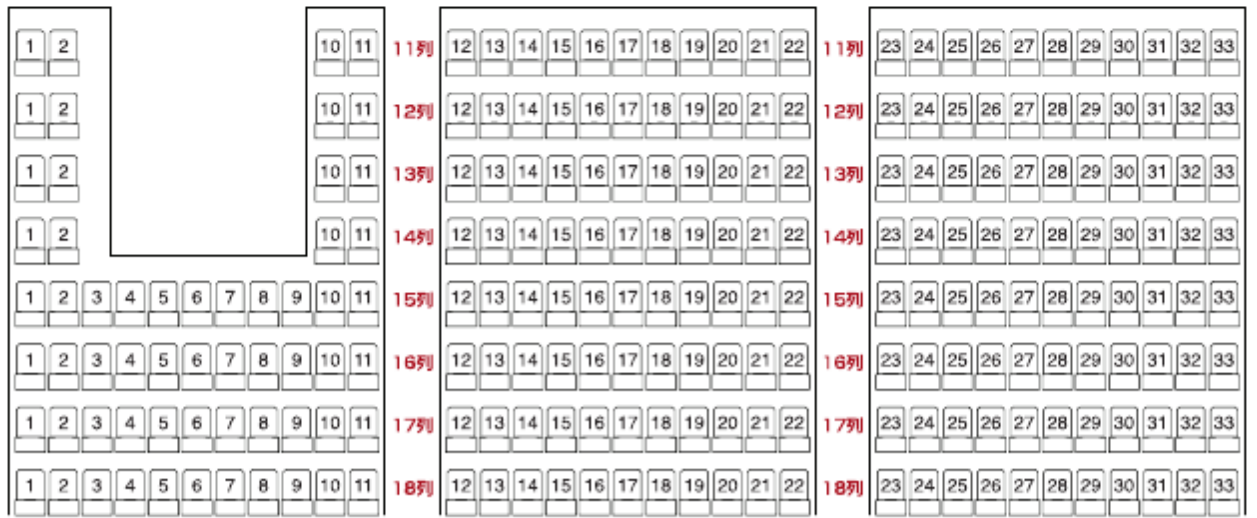 1 2 10 11 11列 12 13 14 15 16 17 18 19 20 21 22 11列 23 24 25 26 27 28 29 30 31 32 33
1 2 10 11 12列 12 13 14 15 16 17 18 19 20 21 22 12列 23 24 25 26 27 28 29 30 31 32 33
1 2 10 11 13列 12 13 14 15 16 17 18 19 20 21 22 13列 23 24 25 26 27 28 29 30 31 32 33
1 2 10 11 14列 12 13 14 15 16 17 18 19 20 21 22 14列 23 24 25 26 27 28 29 30 31 32 33
1 2 3 4 5 6 7 8 9 10 11 15列 12 13 14 15 16 17 18 19 20 21 22 15列 23 24 25 26 27 28 29 30 31 32 33
1 2 3 4 5 6 7 8 9 10 11 16列 12 13 14 15 16 17 18 19 20 21 22 16列 23 24 25 26 27 28 29 30 31 32 33
1 2 3 4 5 6 7 8 9 10 11 17列 12 13 14 15 16 17 18 19 20 21 22 17列 23 24 25 26 27 28 29 30 31 32 33
1 2 3 4 5 6 7 8 9 10 11 18列 12 13 14 15 16 17 18 19 20 21 22 18列 23 24 25 26 27 28 29 30 31 32 33